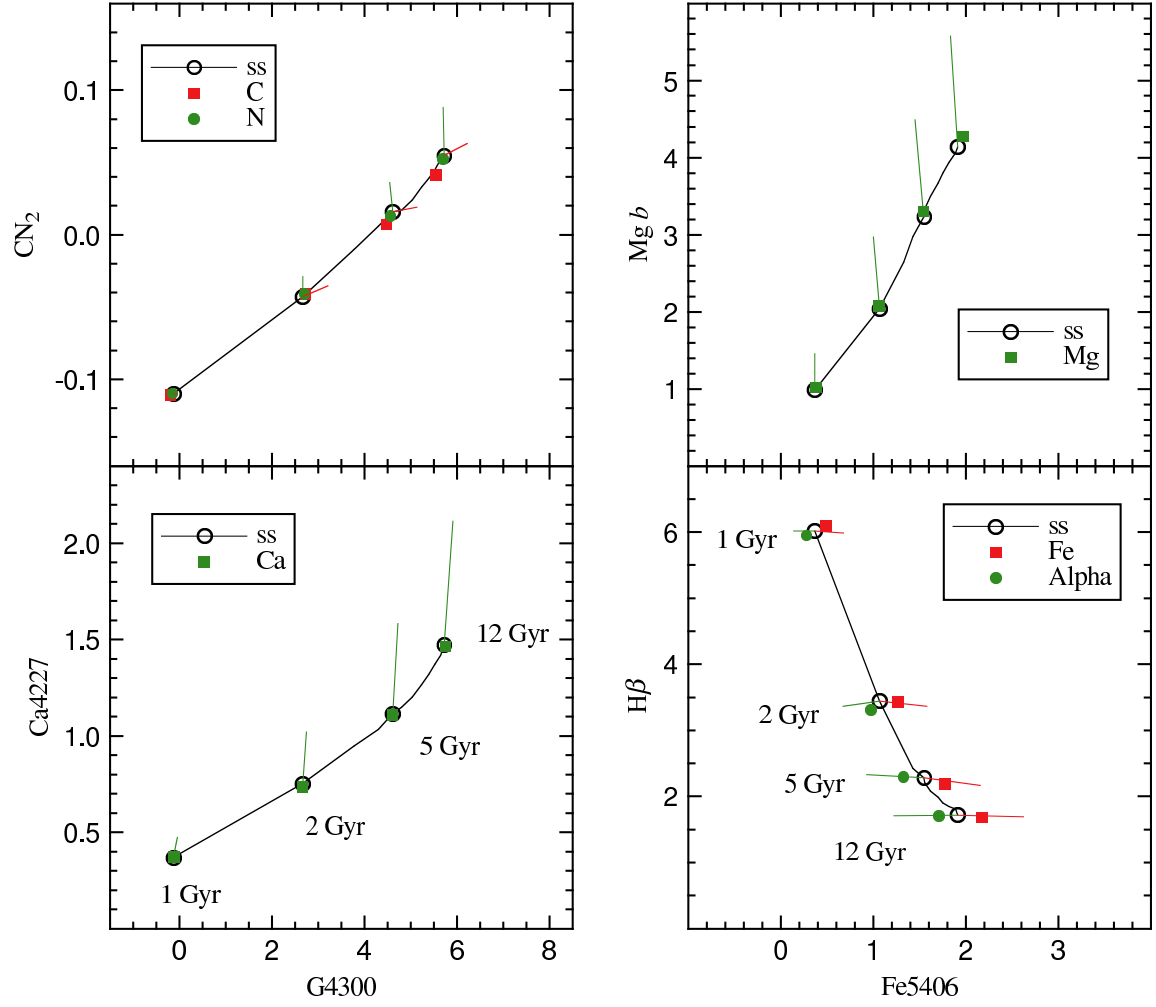 ss
C
N
0.1
0.0
-0.1
CN2
ss
Mg
5
4
3
2
1
Mg b
ss
Ca
2.0
1.5
1.0
0.5
Ca4227
12 Gyr
5 Gyr
2 Gyr
1 Gyr
0 2 4 6 8
G4300
ss
Fe
Alpha
6
4
2
Hβ
1 Gyr
2 Gyr
5 Gyr
12 Gyr
0 1 2 3
Fe5406